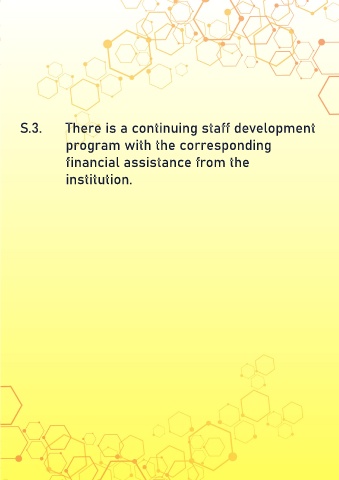 S.3. There is a continuing staff development
program with the corresponding
financial assistance from the
institution.